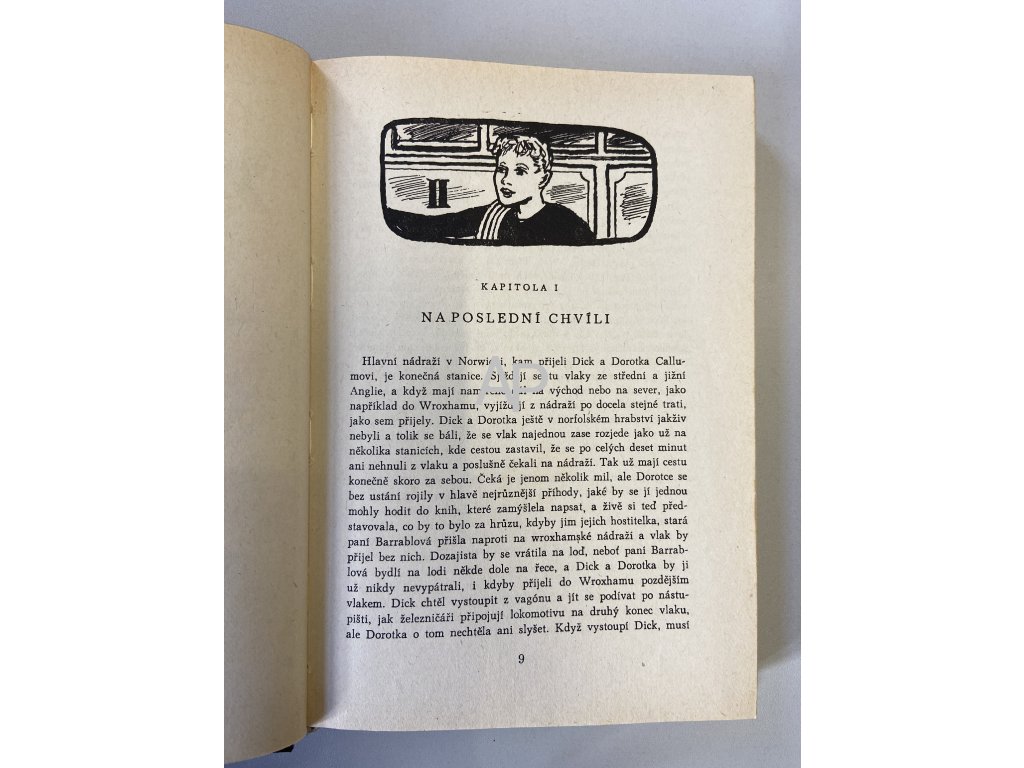 II
KAPITOLA I
NA POSLEDNÍ CHVÍLI
Hlavní nádraží v Norwichi, kam přijeli Dick a Dorotka Callu-
movi, je konečná stanice. Sjíždějí se tu vlaky ze střední a jižní
Anglie, a když mají namířeno na východ nebo na sever, jako
například do Wroxhamu, vyjíždějí z nádraží po docela stejné trati,
jako sem přijely. Dick a Dorotka ještě v norfolském hrabství jakživ
nebyli a tolik se báli, že se vlak najednou zase rozjede jako už na
několika stanicích, kde cestou zastavil, že se po celých deset minut
ani nehnuli z vlaku a poslušně čekali na nádraží. Tak už mají cestu
konečně skoro za sebou. Čeká je jenom několik mil, ale Dorotce se
bez ustání rojily v hlavě nejrůznější příhody, jaké by se jí jednou
mohly hodit do knih, které zamýšlela napsat, a živě si teď před-
stavovala, co by to bylo za hrůzu, kdyby jim jejich hostitelka, stará
paní Barrablová přišla naproti na wroxhamské nádraží a vlak by
přijel bez nich. Dozajista by se vrátila na loď, neboť paní Barrab-
lová bydlí na lodi někde dole na řece, a Dick a Dorotka by ji
už nikdy nevypátrali, i kdyby přijeli do Wroxhamu pozdějším
vlakem. Dick chtěl vystoupit z vagónu a jít se podívat po nástu-
pišti, jak železničáři připojují lokomotivu na druhý konec vlaku,
ale Dorotka o tom nechtěla ani slyšet. Když vystoupí Dick, musí
9